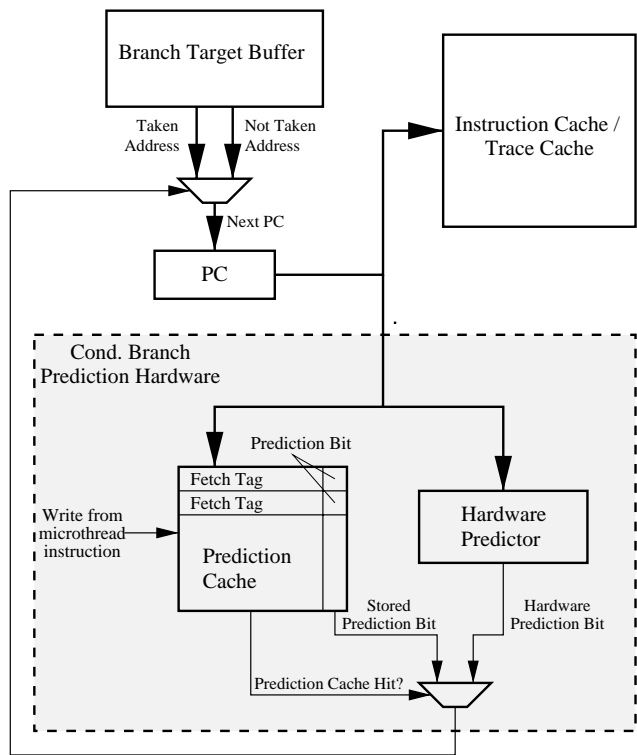 Branch Target Buffer
Taken
Address
Not Taken
Address
Instruction Cache /
Trace Cache
Next PC
PC
Cond. Branch
Prediction Hardware
Prediction Bit
Fetch Tag
Fetch Tag
Write from
microthread
instruction
Prediction
Cache
Hardware
Predictor
Stored
Prediction Bit
Hardware
Prediction Bit
Prediction Cache Hit?